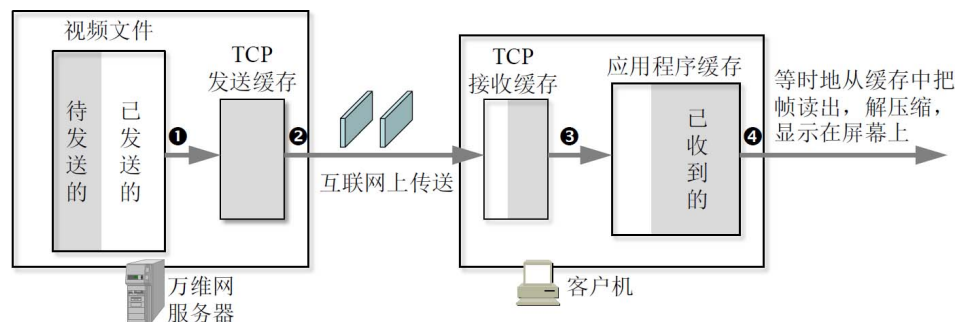 视频文件
待发送的
已发送的
❶
TCP
发送缓存
❷
互联网上传送
TCP
接收缓存
❸
应用程序缓存
已收到的
❹
等时地从缓存中把
帧读出，解压缩，
显示在屏幕上
万维网
服务器
客户机